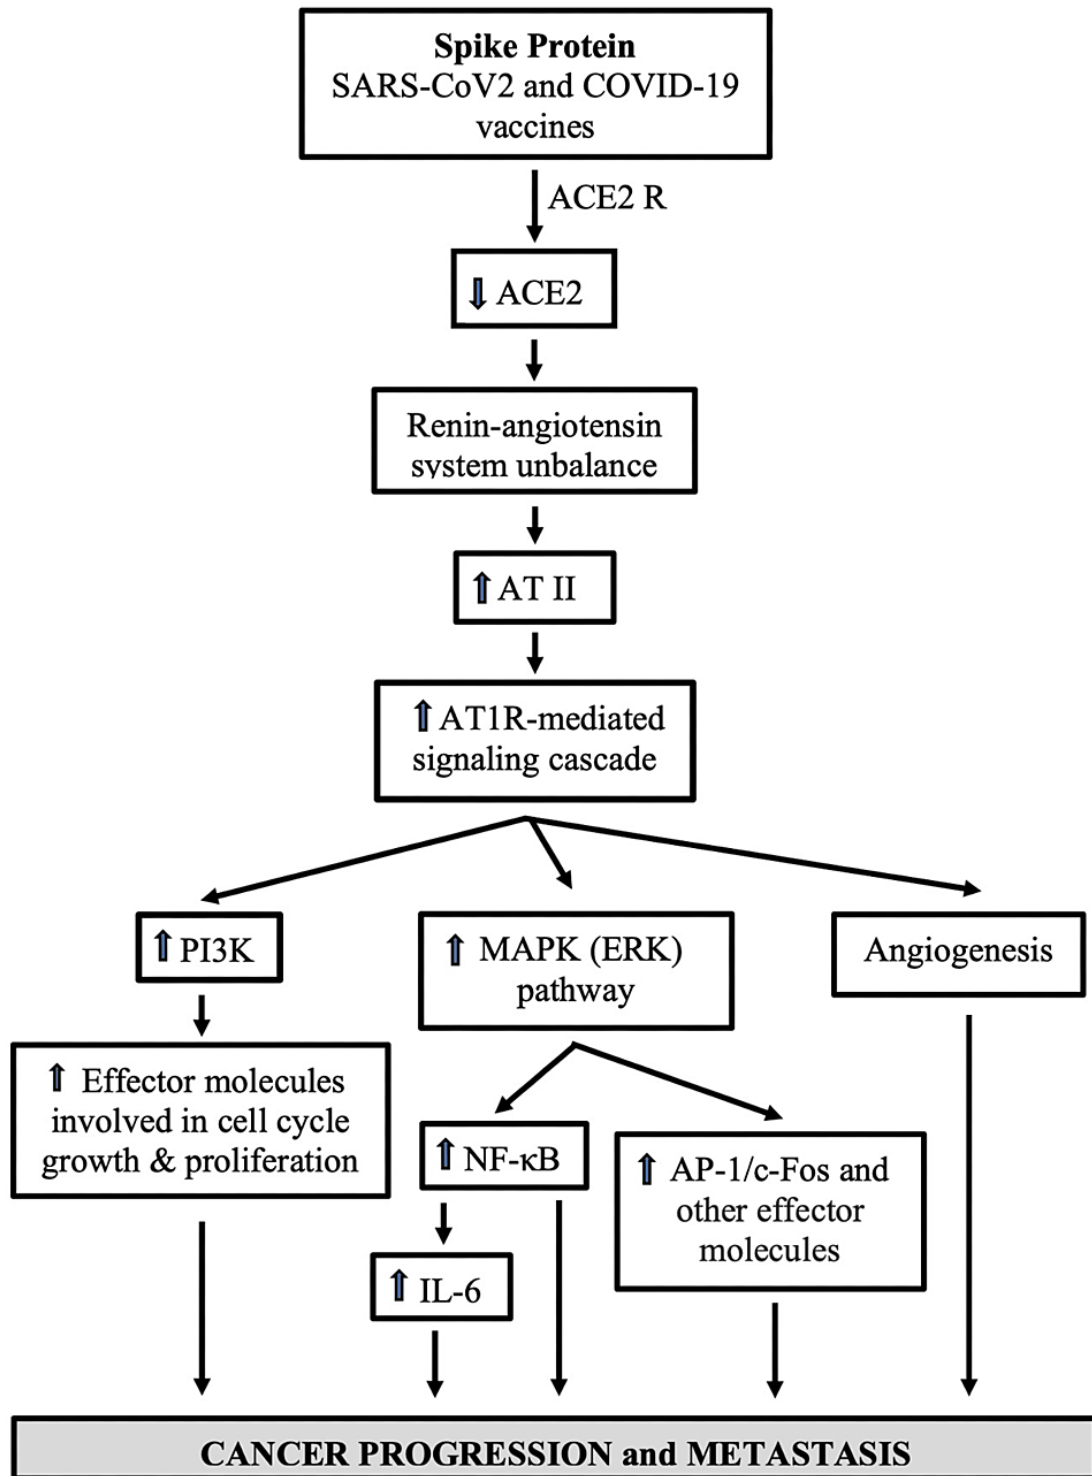 Spike Protein
SARS-CoV2 and COVID-19
vaccines
ACE2 R
⇓ ACE2
Renin-angiotensin
system unbalance
⇑ AT II
⇑ AT1R-mediated
signaling cascade
⇑ PI3K
⇑ MAPK (ERK)
pathway
Angiogenesis
⇑ Effector molecules
involved in cell cycle
growth & proliferation
⇑ NF-κB
⇑ AP-1/c-Fos and
other effector
molecules
⇑ IL-6
CANCER PROGRESSION and METASTASIS